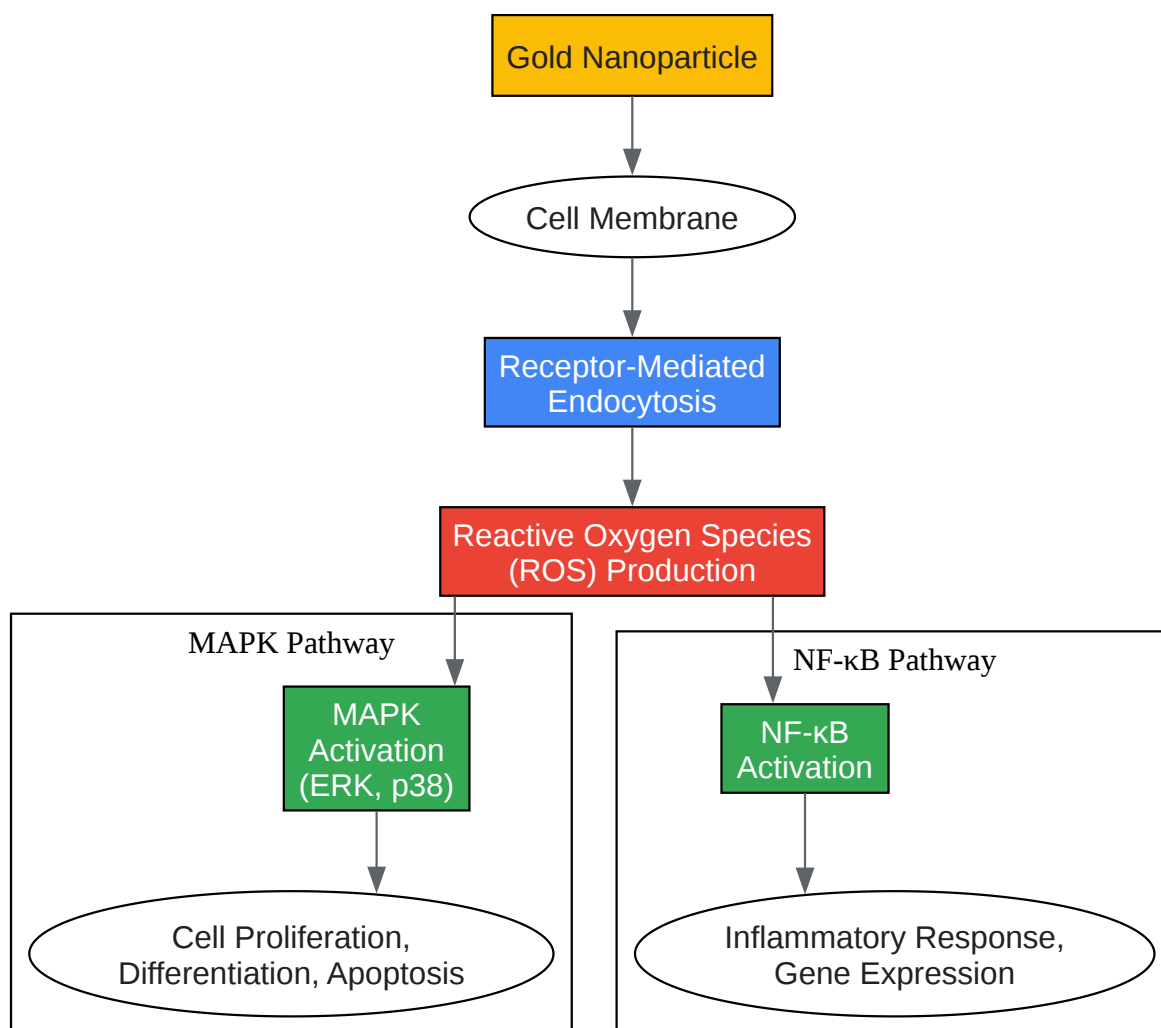 Gold Nanoparticle
Cell Membrane
Receptor-Mediated
Endocytosis
Reactive Oxygen Species
(ROS) Production
MAPK Pathway
MAPK
Activation
(ERK, p38)
Cell Proliferation,
Differentiation, Apoptosis
NF-κB Pathway
NF-κB
Activation
Inflammatory Response,
Gene Expression